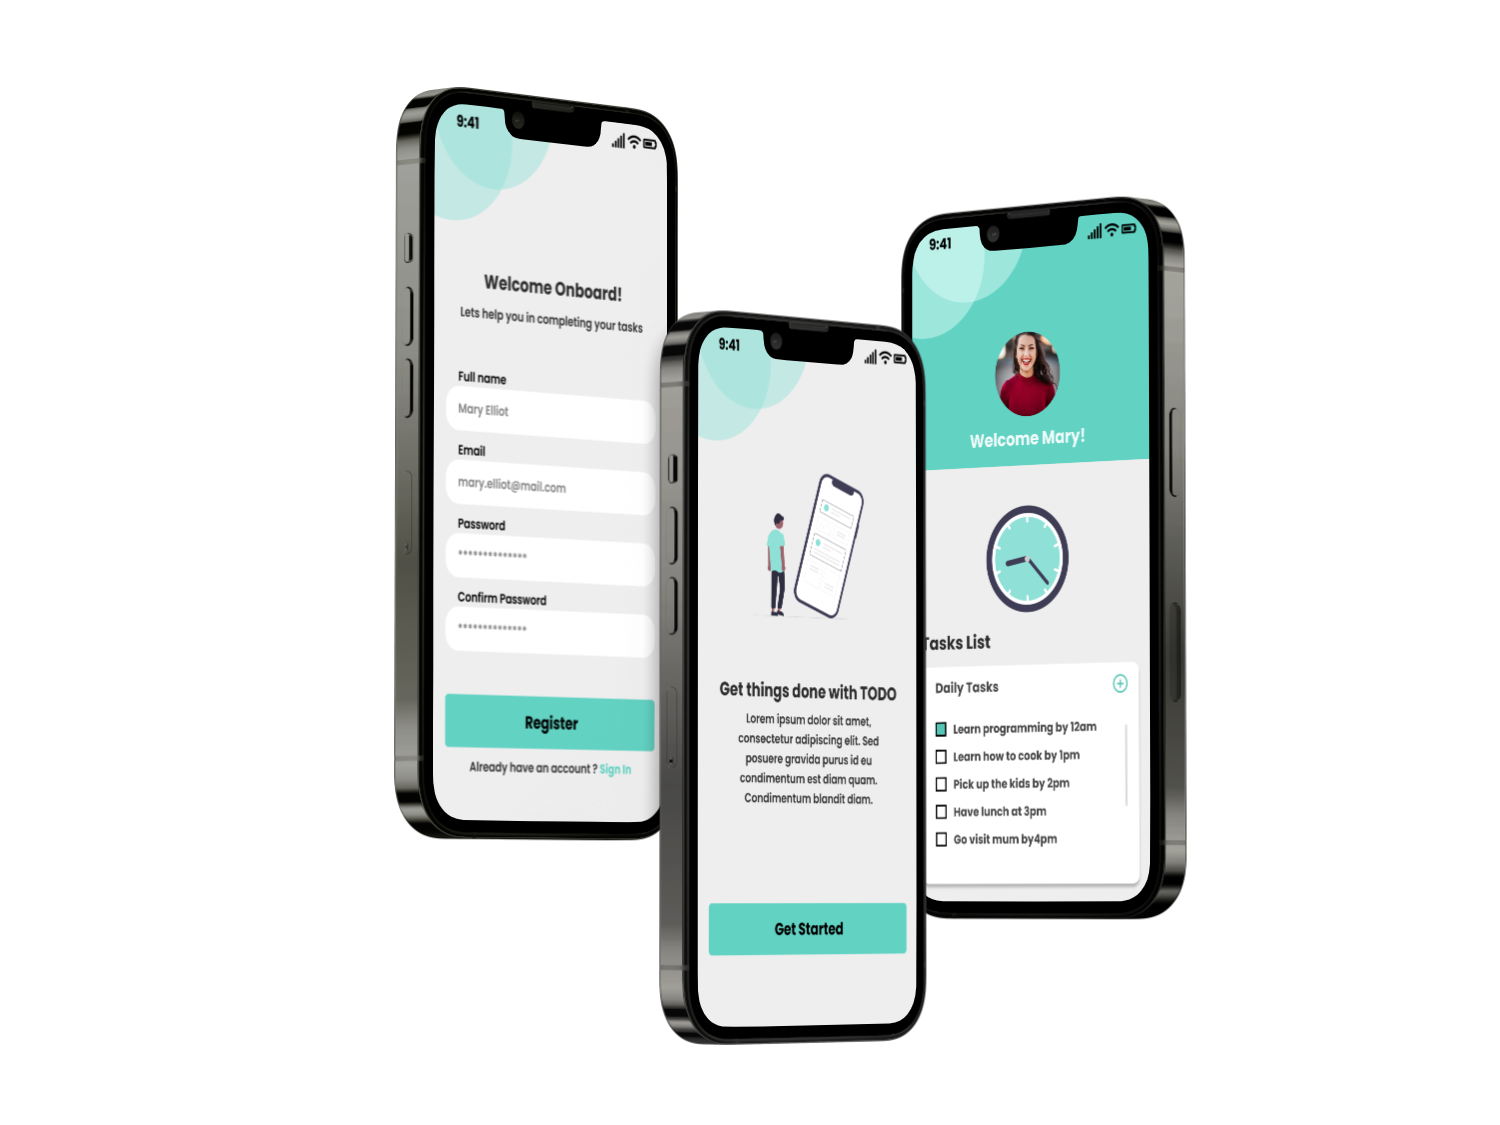 9:41
Welcome Onboard!
Lets help you in completing your tasks
Full name
Mary Elliot
Email
mary.elliot@mail.com
Password
**************
Confirm Password
**************
Register
Already have an account ? Sign In
9:41
Get things done with TODO
Lorem ipsum dolor sit amet,
consectetur adipiscing elit. Sed
posuere gravida purus id eu
condimentum est diam quam.
Condimentum blandit diam.
Get Started
9:41
Welcome Mary!
Tasks List
Daily Tasks
Learn programming by 12am
Learn how to cook by 1pm
Pick up the kids by 2pm
Have lunch at 3pm
Go visit mum by4pm